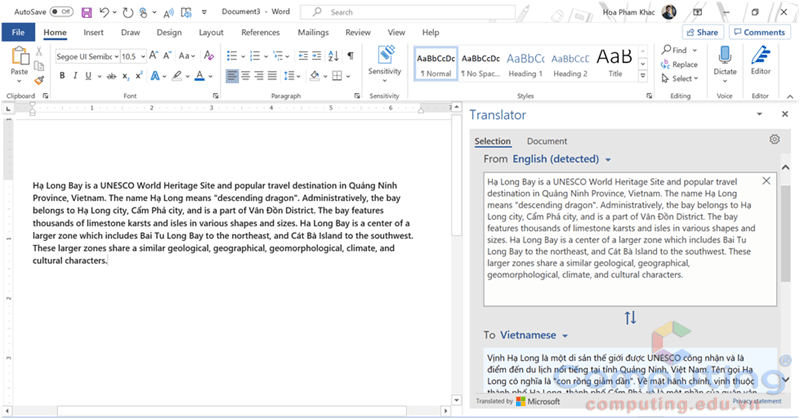 AutoSave Off Document3 - Word Search Hoa Pham Khac
File Home Insert Draw Design Layout References Mailings Review View Help Share Comments
Paste Segoe UI Semibo 10.5 Sensitivity AaBbCcDc AaBbCcDc AaBbCc AaBbCc AaB Find Replace Select Dictate Editor
¶ Normal ¶ No Spac... Heading 1 Heading 2 Title
Clipboard Font Paragraph Sensitivity Styles Editing Voice Editor
Translator
Selection Document
From English (detected)
Hạ Long Bay is a UNESCO World Heritage Site and popular travel destination in Quảng Ninh
Province, Vietnam. The name Hạ Long means "descending dragon". Administratively, the bay
belongs to Hạ Long city, Cẩm Phả city, and is a part of Vân Đồn District. The bay features
thousands of limestone karsts and isles in various shapes and sizes. Ha Long Bay is a center of a
larger zone which includes Bai Tu Long Bay to the northeast, and Cát Bà Island to the southwest.
These larger zones share a similar geological, geographical, geomorphological, climate, and
cultural characters.
Hạ Long Bay is a UNESCO World Heritage Site and popular travel
destination in Quảng Ninh Province, Vietnam. The name Hạ Long
means "descending dragon". Administratively, the bay belongs to Hạ
Long city, Cẩm Phả city, and is a part of Vân Đồn District. The bay
features thousands of limestone karsts and isles in various shapes and
sizes. Ha Long Bay is a center of a larger zone which includes Bai Tu
Long Bay to the northeast, and Cát Bà Island to the southwest. These
larger zones share a similar geological, geographical,
geomorphological, climate, and cultural characters.
To Vietnamese
Vịnh Hạ Long là một di sản thế giới được UNESCO công nhận và là
điểm đến du lịch nổi tiếng tại tỉnh Quảng Ninh, Việt Nam. Tên gọi Hạ
Long có nghĩa là "con rồng giảm dần". Về mặt hành chính, vịnh thuộc
Translated by Microsoft Privacy statement
Computing
computing.edu.vn